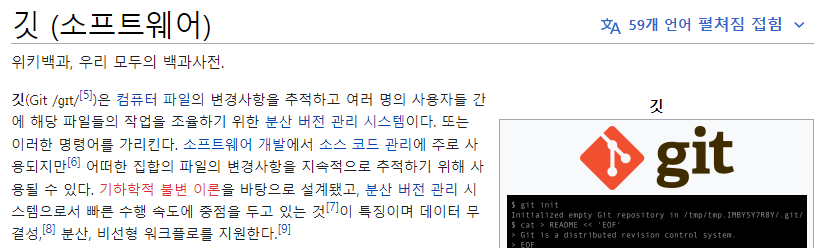 깃 (소프트웨어)
59개 언어 펼쳐짐 접힘
위키백과, 우리 모두의 백과사전.
깃(Git /ɡɪt/[5])은 컴퓨터 파일의 변경사항을 추적하고 여러 명의 사용자들 간
에 해당 파일들의 작업을 조율하기 위한 분산 버전 관리 시스템이다. 또는
이러한 명령어를 가리킨다. 소프트웨어 개발에서 소스 코드 관리에 주로 사
용되지만[6] 어떠한 집합의 파일의 변경사항을 지속적으로 추적하기 위해 사
용될 수 있다. 기하학적 불변 이론을 바탕으로 설계됐고, 분산 버전 관리 시
스템으로서 빠른 수행 속도에 중점을 두고 있는 것[7]이 특징이며 데이터 무
결성,[8] 분산, 비선형 워크플로를 지원한다.[9]
깃
git
$ git init
Initialized empty Git repository in /tmp/tmp.IMBYSY7R8Y/.git/
$ cat > README << 'EOF'
> Git is a distributed revision control system.
> EOF